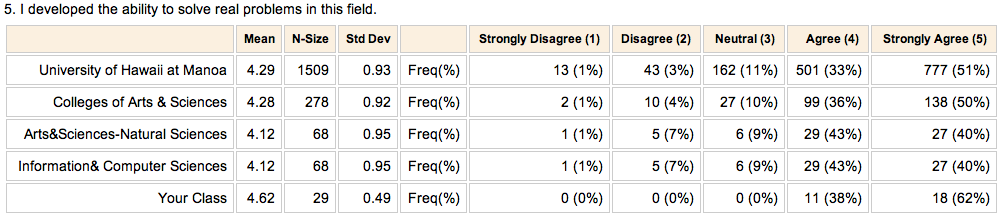 5. I developed the ability to solve real problems in this field.
Mean N-Size Std Dev Strongly Disagree (1) Disagree (2) Neutral (3) Agree (4) Strongly Agree (5)
University of Hawaii at Manoa 4.29 1509 0.93 Freq(%) 13 (1%) 43 (3%) 162 (11%) 501 (33%) 777 (51%)
Colleges of Arts & Sciences 4.28 278 0.92 Freq(%) 2 (1%) 10 (4%) 27 (10%) 99 (36%) 138 (50%)
Arts&Sciences-Natural Sciences 4.12 68 0.95 Freq(%) 1 (1%) 5 (7%) 6 (9%) 29 (43%) 27 (40%)
Information& Computer Sciences 4.12 68 0.95 Freq(%) 1 (1%) 5 (7%) 6 (9%) 29 (43%) 27 (40%)
Your Class 4.62 29 0.49 Freq(%) 0 (0%) 0 (0%) 0 (0%) 11 (38%) 18 (62%)